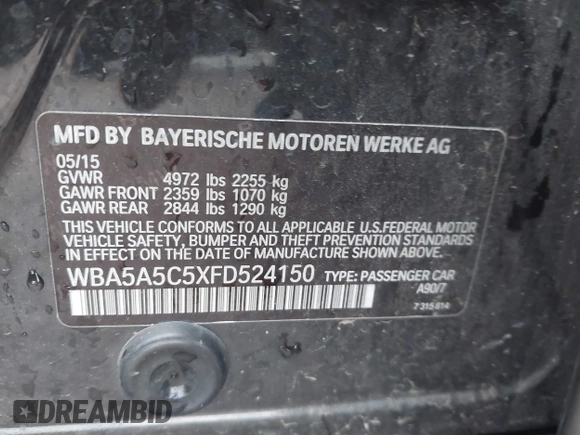 MFD BY BAYERISCHE MOTOREN WERKE AG
05/15
GVWR 4972 lbs 2255 kg
GAWR FRONT 2359 lbs 1070 kg
GAWR REAR 2844 lbs 1290 kg
THIS VEHICLE CONFORMS TO ALL APPLICABLE U.S.FEDERAL MOTOR
VEHICLE SAFETY, BUMPER AND THEFT PREVENTION STANDARDS
IN EFFECT ON THE DATE OF MANUFACTURE SHOWN ABOVE.
WBA5A5C5XFD524150 TYPE: PASSENGER CAR
A90/7
7 315 814
DREAMBID